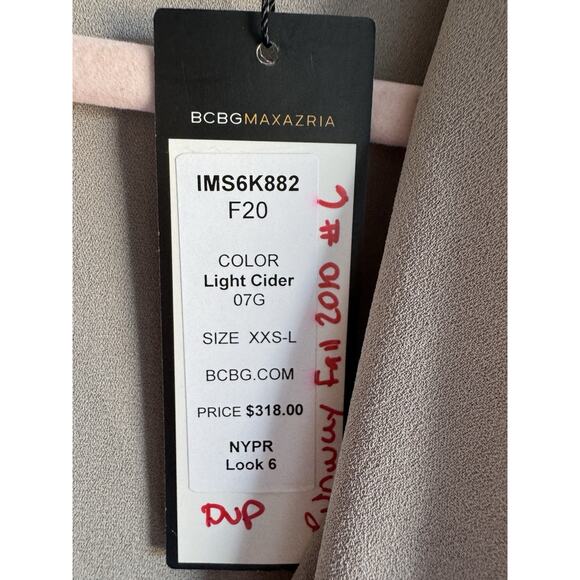 BCBGMAXAZRIA
IMS6K882
F20
COLOR
Light Cider
07G
SIZE XXS-L
BCBG.COM
PRICE $318.00
NYPR
Look 6
DUP
Runway Fall 2010 # 6